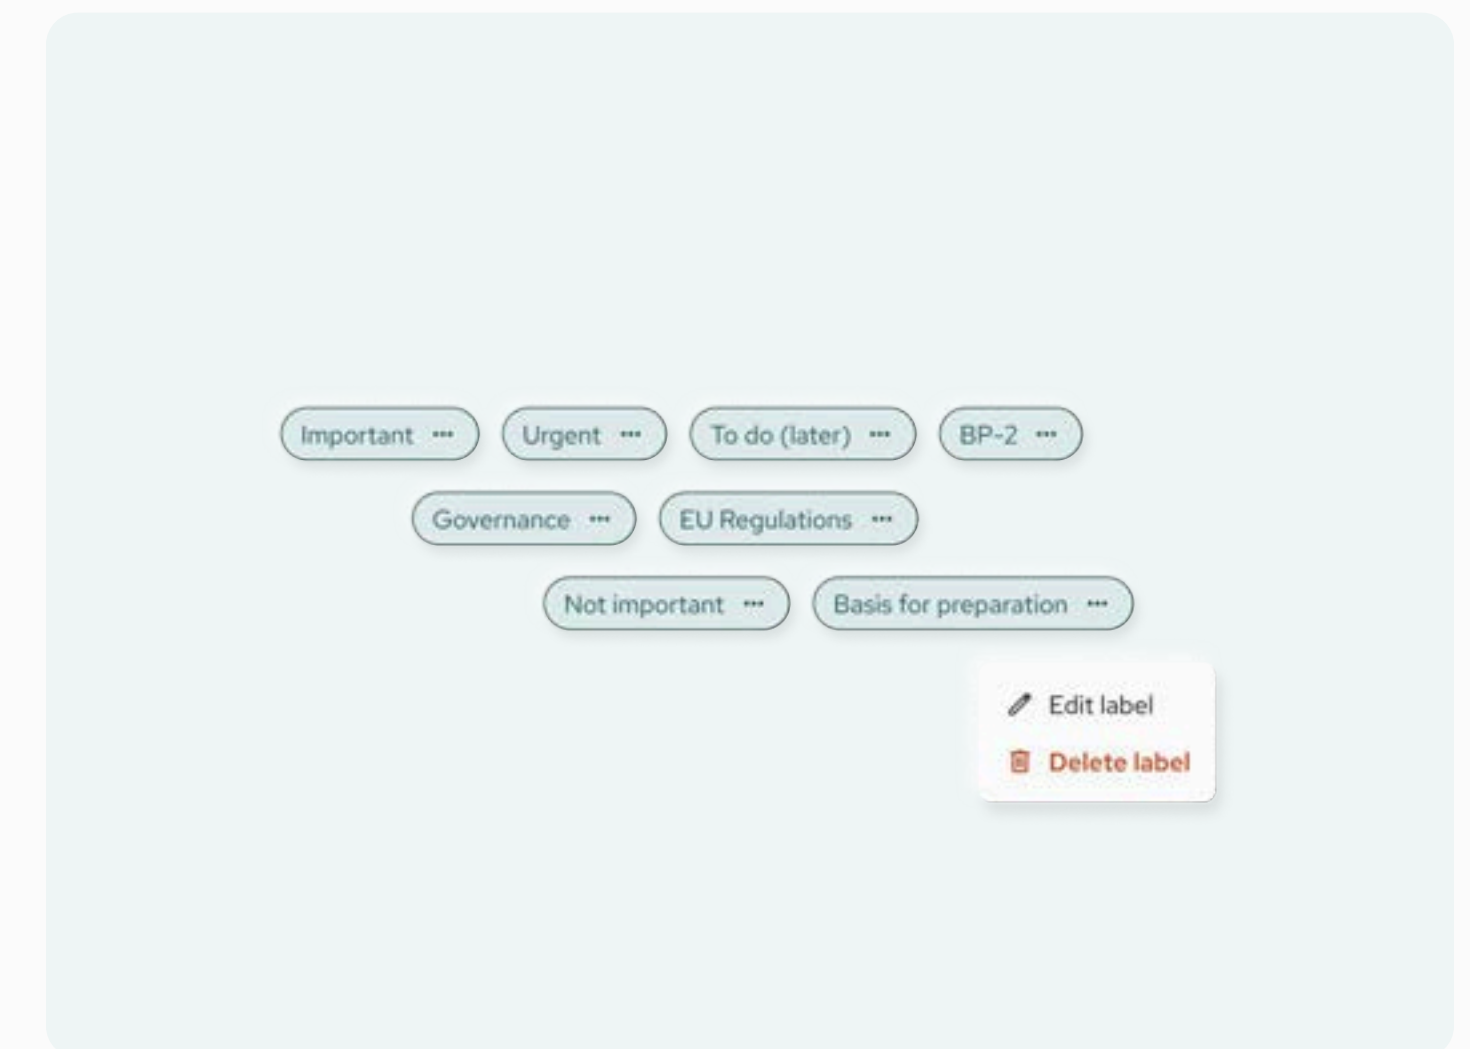 Important Urgent To do (later) BP-2
Governance EU Regulations
Not important Basis for preparation
Edit label
Delete label